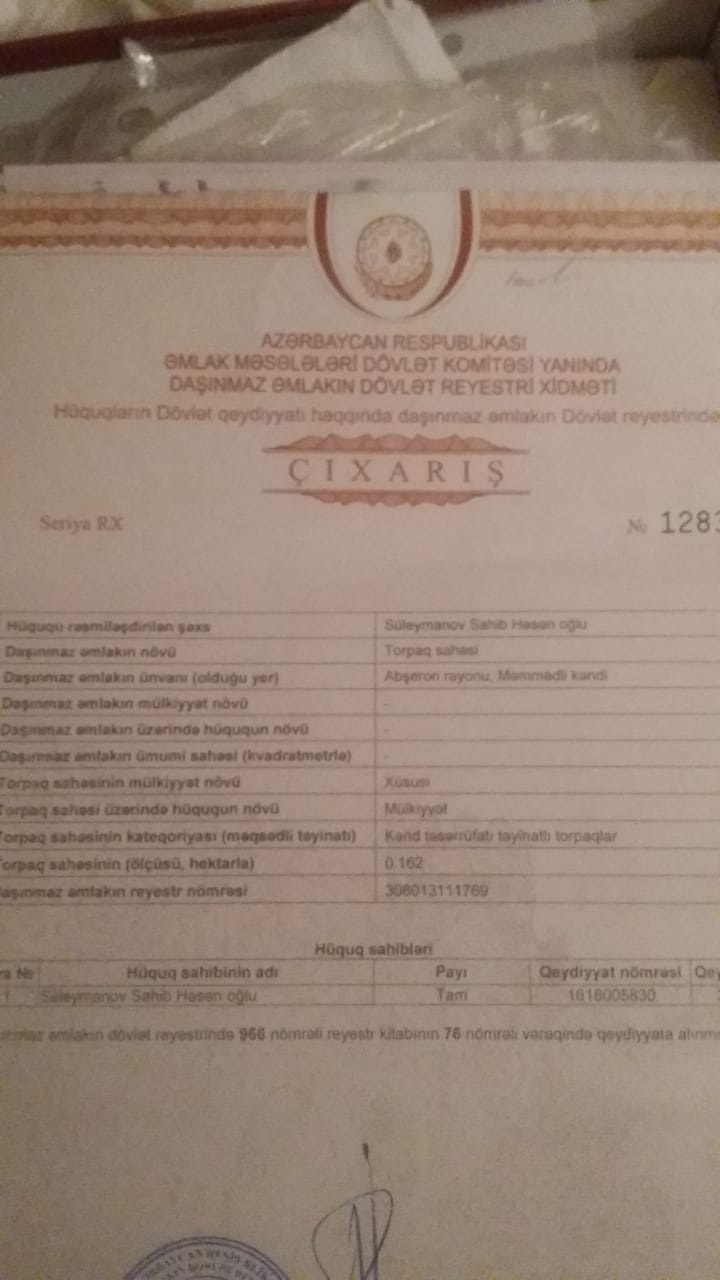 AZƏRBAYCAN RESPUBLİKASI
ƏMLAK MƏSƏLƏLƏRİ DÖVLƏT KOMİTƏSİ YANINDA
DAŞINMAZ ƏMLAKIN DÖVLƏT REYESTRİ XİDMƏTİ
Hüquqların Dövlət qeydiyyatı haqqında daşınmaz əmlakın Dövlət reyestrində
ÇIXARIŞ
Seriya RX № 1283
Hüququ rəsmiləşdirilən şəxs Süleymanov Sahib Həsən oğlu
Daşınmaz əmlakın növü Torpaq sahəsi
Daşınmaz əmlakın ünvanı (olduğu yer) Abşeron rayonu, Məmmədli kəndi
Daşınmaz əmlakın mülkiyyət növü -
Daşınmaz əmlakın üzərində hüququn növü -
Daşınmaz əmlakın ümumi sahəsi (kvadratmetrlə) -
Torpaq sahəsinin mülkiyyət növü Xüsusi
Torpaq sahəsi üzərində hüququn növü Mülkiyyət
Torpaq sahəsinin kateqoriyası (məqsədli təyinatı) Kənd təsərrüfatı təyinatlı torpaqlar
Torpaq sahəsinin (ölçüsü, hektarla) 0.162
Daşınmaz əmlakın reyestr nömrəsi 308013111769
Hüquq sahibləri
№ Hüquq sahibinin adı Payı Qeydiyyat nömrəsi Qey
1 Süleymanov Sahib Həsən oğlu Tam 1618005830
əmlakın dövlət reyestrində 966 nömrəli reyestr kitabının 76 nömrəli vərəqində qeydiyyata alınm